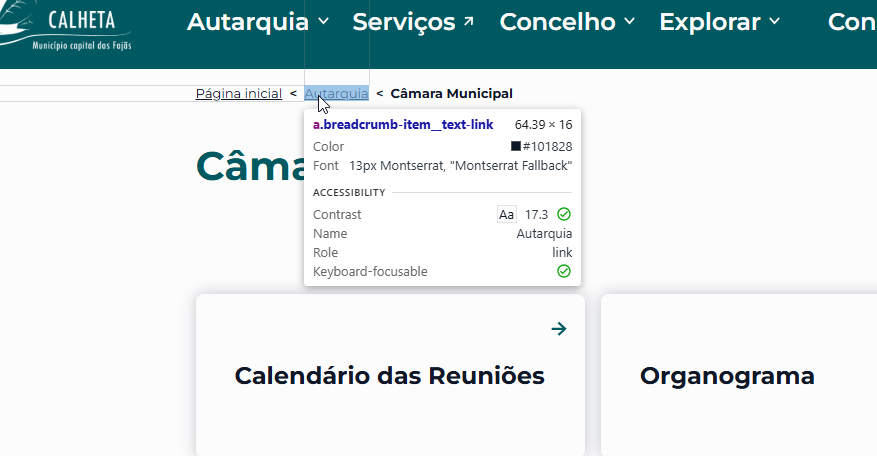 CALHETA
Município capital das Fajãs
Autarquia Serviços Concelho Explorar Con
Página inicial < Autarquia < Câmara Municipal
Câma
a.breadcrumb-item__text-link 64.39 × 16
Color #101828
Font 13px Montserrat, "Montserrat Fallback"
ACCESSIBILITY
Contrast Aa 17.3
Name Autarquia
Role link
Keyboard-focusable
Calendário das Reuniões
Organograma